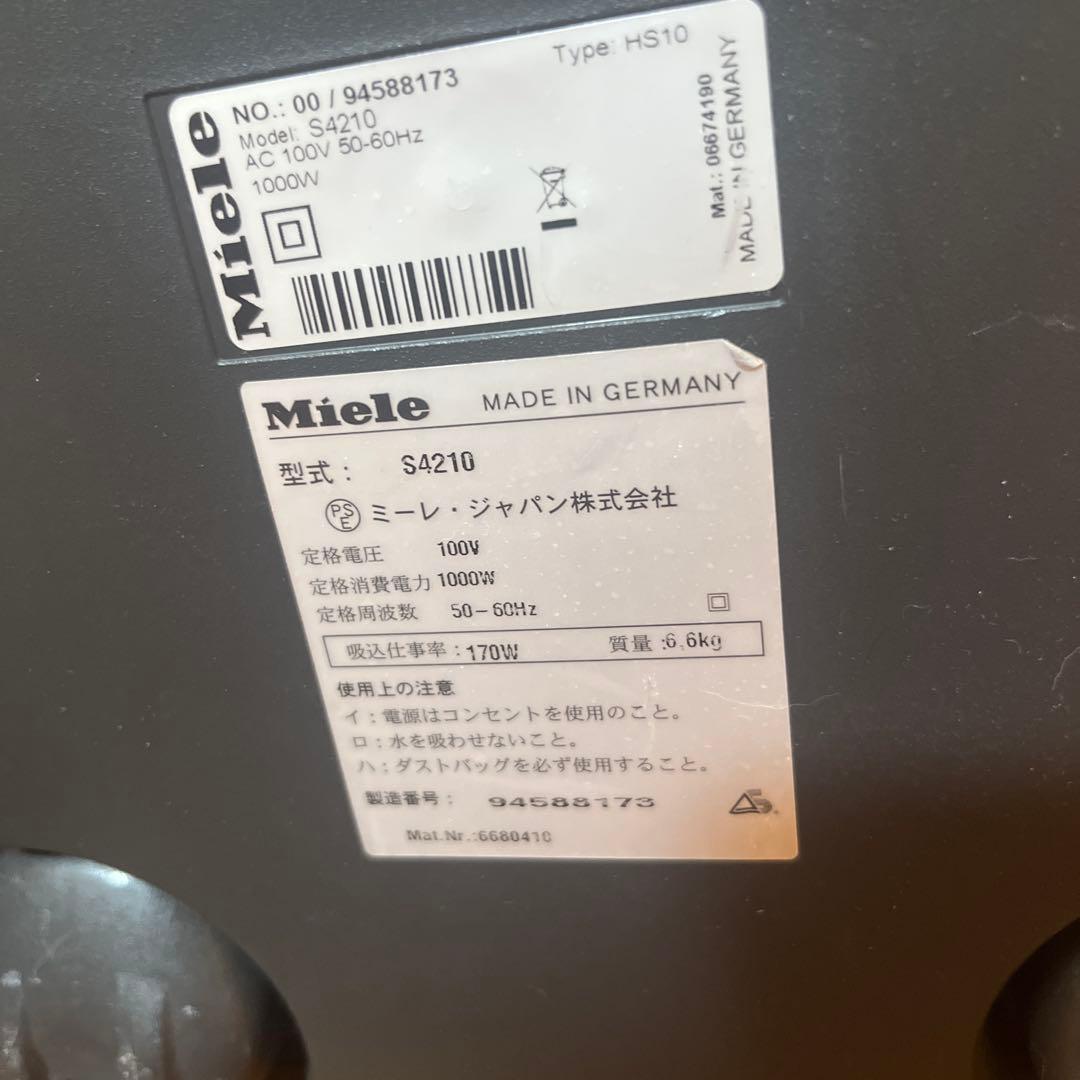 Miele
NO.: 00 / 94588173
Type: HS10
Model: S4210
AC 100V 50-60Hz
1000W
Mat.: 06674190
MADE IN GERMANY
Miele MADE IN GERMANY
型式： S4210
PSE ミーレ・ジャパン株式会社
定格電圧 100V
定格消費電力 1000W
定格周波数 50－60Hz
吸込仕事率：170W 質量：6,6kg
使用上の注意
イ：電源はコンセントを使用のこと。
ロ：水を吸わせないこと。
ハ：ダストバッグを必ず使用すること。
製造番号： 94588173
Mat.Nr.:6680410